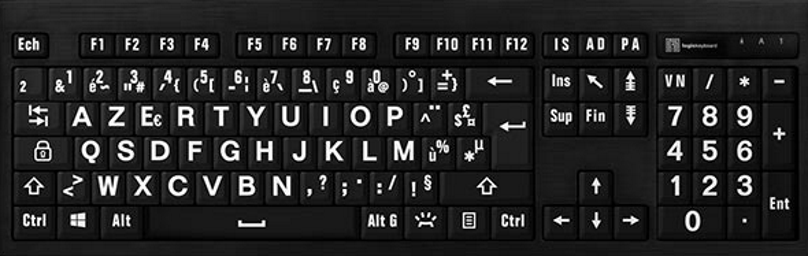 Ech F1 F2 F3 F4 F5 F6 F7 F8 F9 F10 F11 F12 IS AD PA logickeyboard A T
2 &1 é2~ "3# '4{ (5[ -6¦ è7\ _8\ ç9 à0@ )°] =+} Ins VN / * -
A Z E€ R T Y U I O P ^¨ $£¤ Sup Fin 7 8 9 +
Q S D F G H J K L M ù% *µ 4 5 6
<> W X C V B N ,? ;. :/ !§ 1 2 3 Ent
Ctrl Alt Alt G Ctrl 0 .